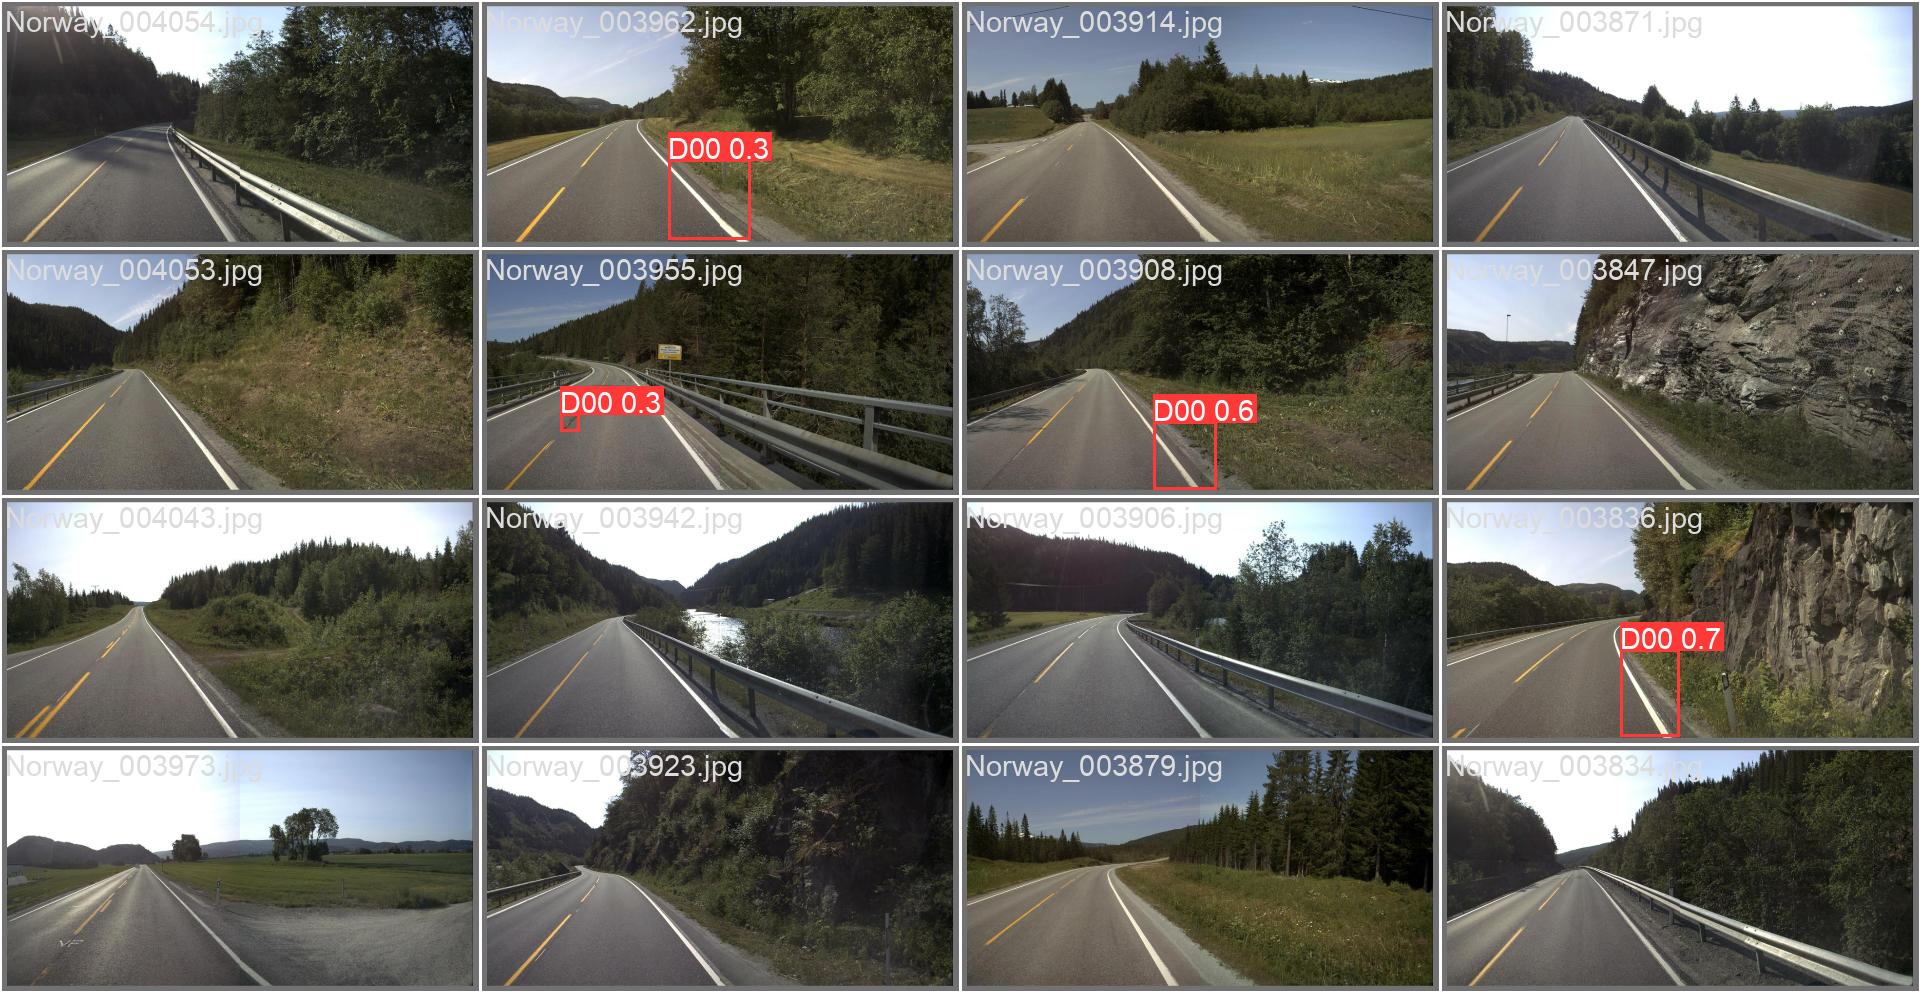 Norway_004054.jpg
Norway_003962.jpg
Norway_003914.jpg
Norway_003871.jpg
D00 0.3
Norway_004053.jpg
Norway_003955.jpg
Norway_003908.jpg
Norway_003847.jpg
D00 0.3
D00 0.6
Norway_004043.jpg
Norway_003942.jpg
Norway_003906.jpg
Norway_003836.jpg
D00 0.7
Norway_003973.jpg
Norway_003923.jpg
Norway_003879.jpg
Norway_003834.jpg